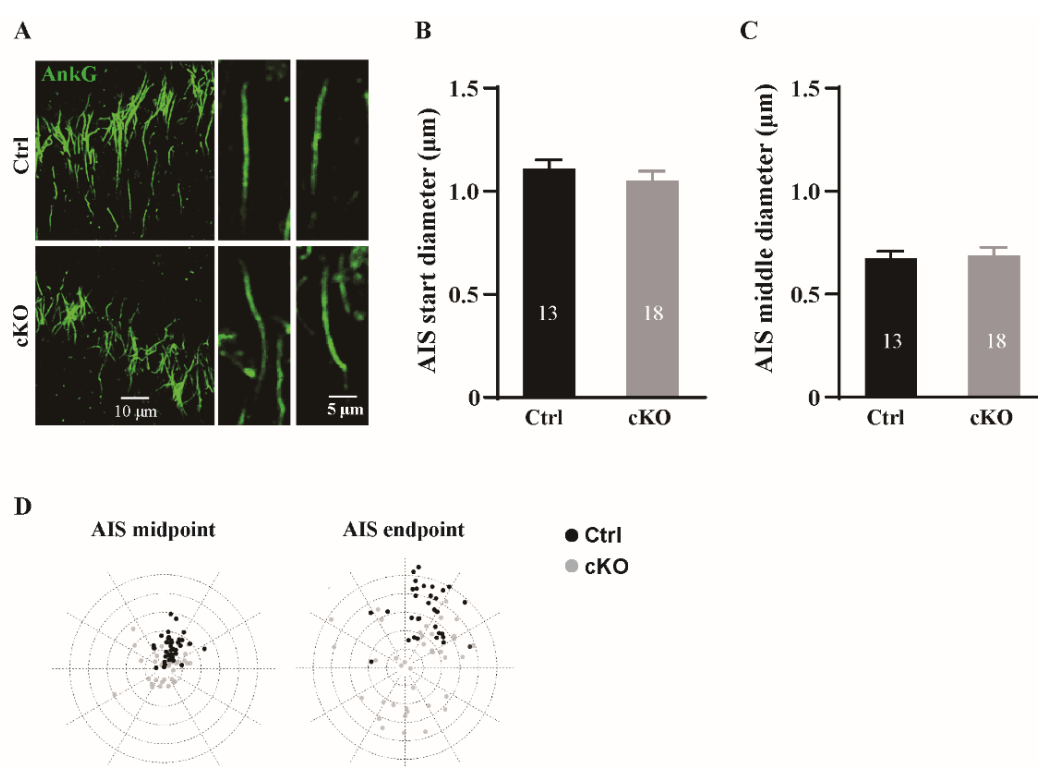 A
AnkG
Ctrl
cKO
10 μm
5 μm
B
AIS start diameter (μm)
1.5
1.0
0.5
0
13
18
Ctrl
cKO
C
AIS middle diameter (μm)
1.5
1.0
0.5
0
13
18
Ctrl
cKO
D
AIS midpoint
AIS endpoint
Ctrl
cKO